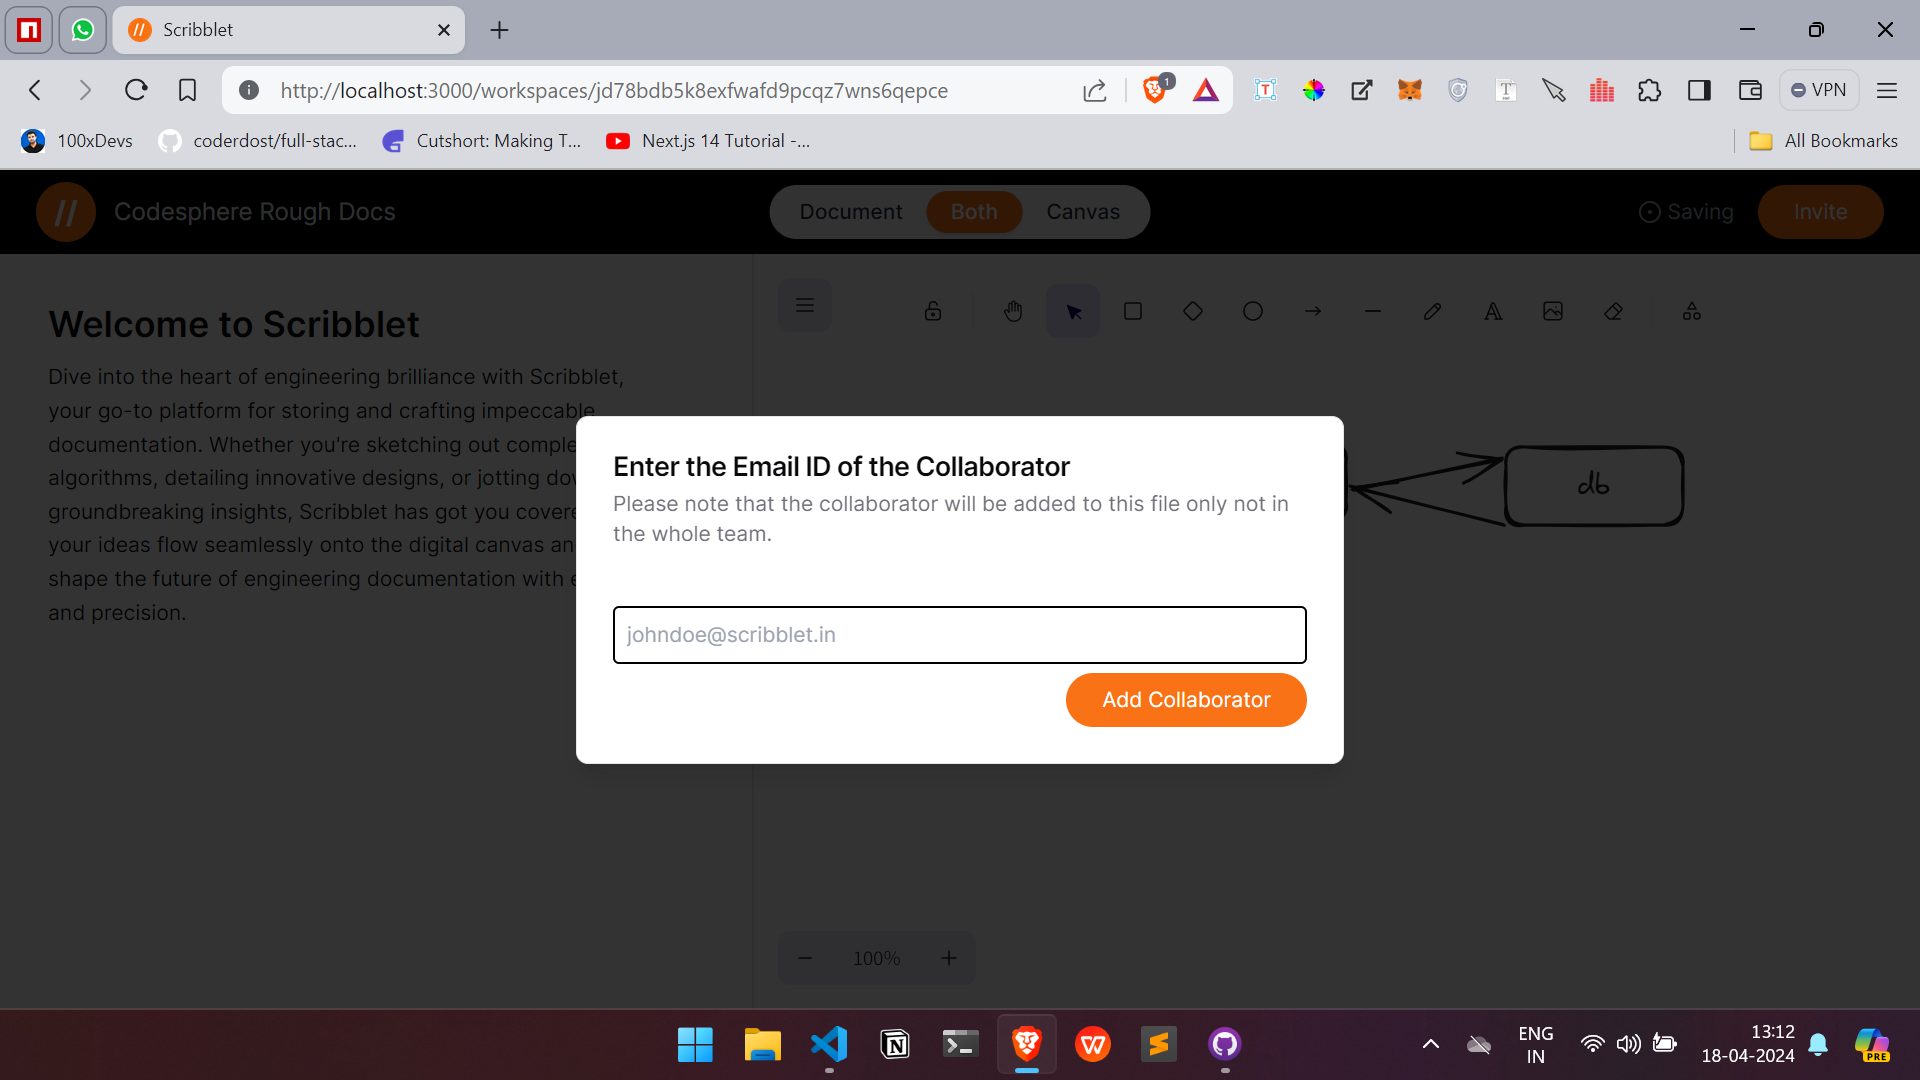 Scribblet
http://localhost:3000/workspaces/jd78bdb5k8exfwafd9pcqz7wns6qepce
1
VPN
100xDevs
coderdost/full-stac...
Cutshort: Making T...
Next.js 14 Tutorial -...
All Bookmarks
// Codesphere Rough Docs
Document Both Canvas
Saving
Invite
Welcome to Scribblet
Dive into the heart of engineering brilliance with Scribblet,
your go-to platform for storing and crafting impeccable
documentation. Whether you're sketching out comple
algorithms, detailing innovative designs, or jotting do
groundbreaking insights, Scribblet has got you cover
your ideas flow seamlessly onto the digital canvas an
shape the future of engineering documentation with
and precision.
Enter the Email ID of the Collaborator
Please note that the collaborator will be added to this file only not in
the whole team.
johndoe@scribblet.in
Add Collaborator
db
100%
ENG
IN
13:12
18-04-2024
PRE